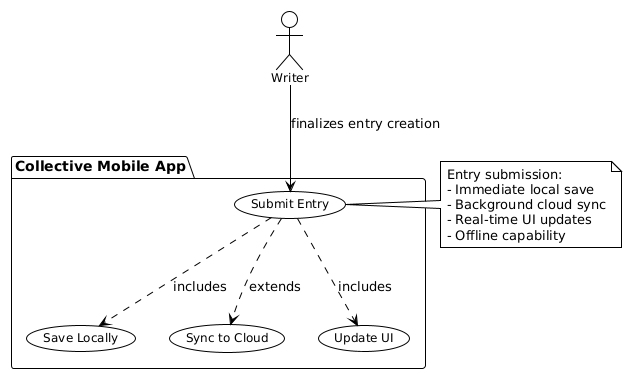 Writer
finalizes entry creation
Collective Mobile App
Entry submission:
- Immediate local save
- Background cloud sync
- Real-time UI updates
- Offline capability
Submit Entry
includes
extends
includes
Save Locally
Sync to Cloud
Update UI